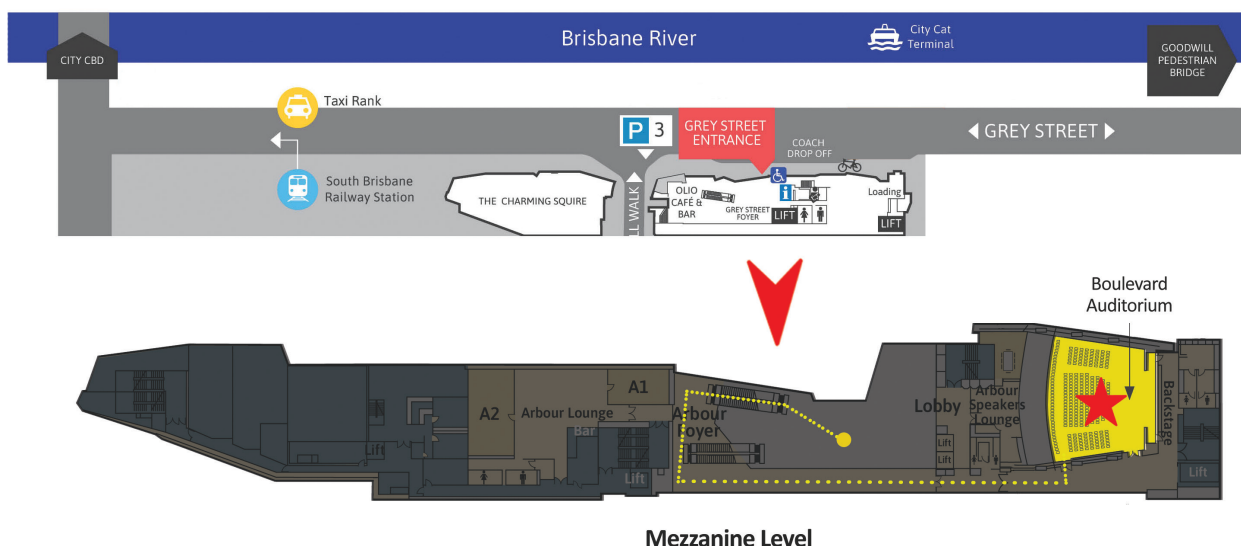 Brisbane River
City Cat
Terminal
CITY CBD
GOODWILL
PEDESTRIAN
BRIDGE
Taxi Rank
P 3
GREY STREET
ENTRANCE
GREY STREET
COACH
DROP OFF
South Brisbane
Railway Station
THE CHARMING SQUIRE
LL WALK
OLIO
CAFÉ &
BAR
GREY STREET
FOYER
i
LIFT
Loading
LIFT
Boulevard
Auditorium
A1
A2
Arbour Lounge
Bar
Lift
Lift
Arbour
Foyer
Lobby
Lift
Lift
Arbour
Speakers
Lounge
Backstage
Lift
Mezzanine Level